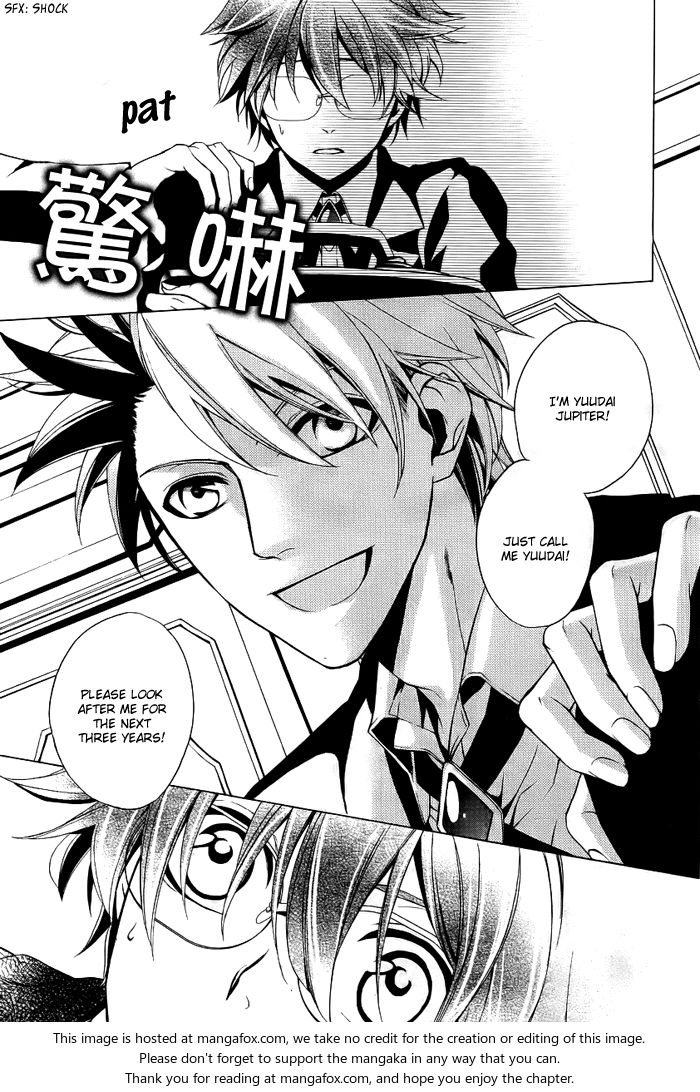 SFX: SHOCK
pat
驚嚇
I'M YUUDAI
JUPITER!
JUST CALL
ME YUUDAI!
PLEASE LOOK
AFTER ME FOR
THE NEXT
THREE YEARS!
This image is hosted at mangafox.com, we take no credit for the creation or editing of this image.
Please don't forget to support the mangaka in any way that you can.
Thank you for reading at mangafox.com, and hope you enjoy the chapter.